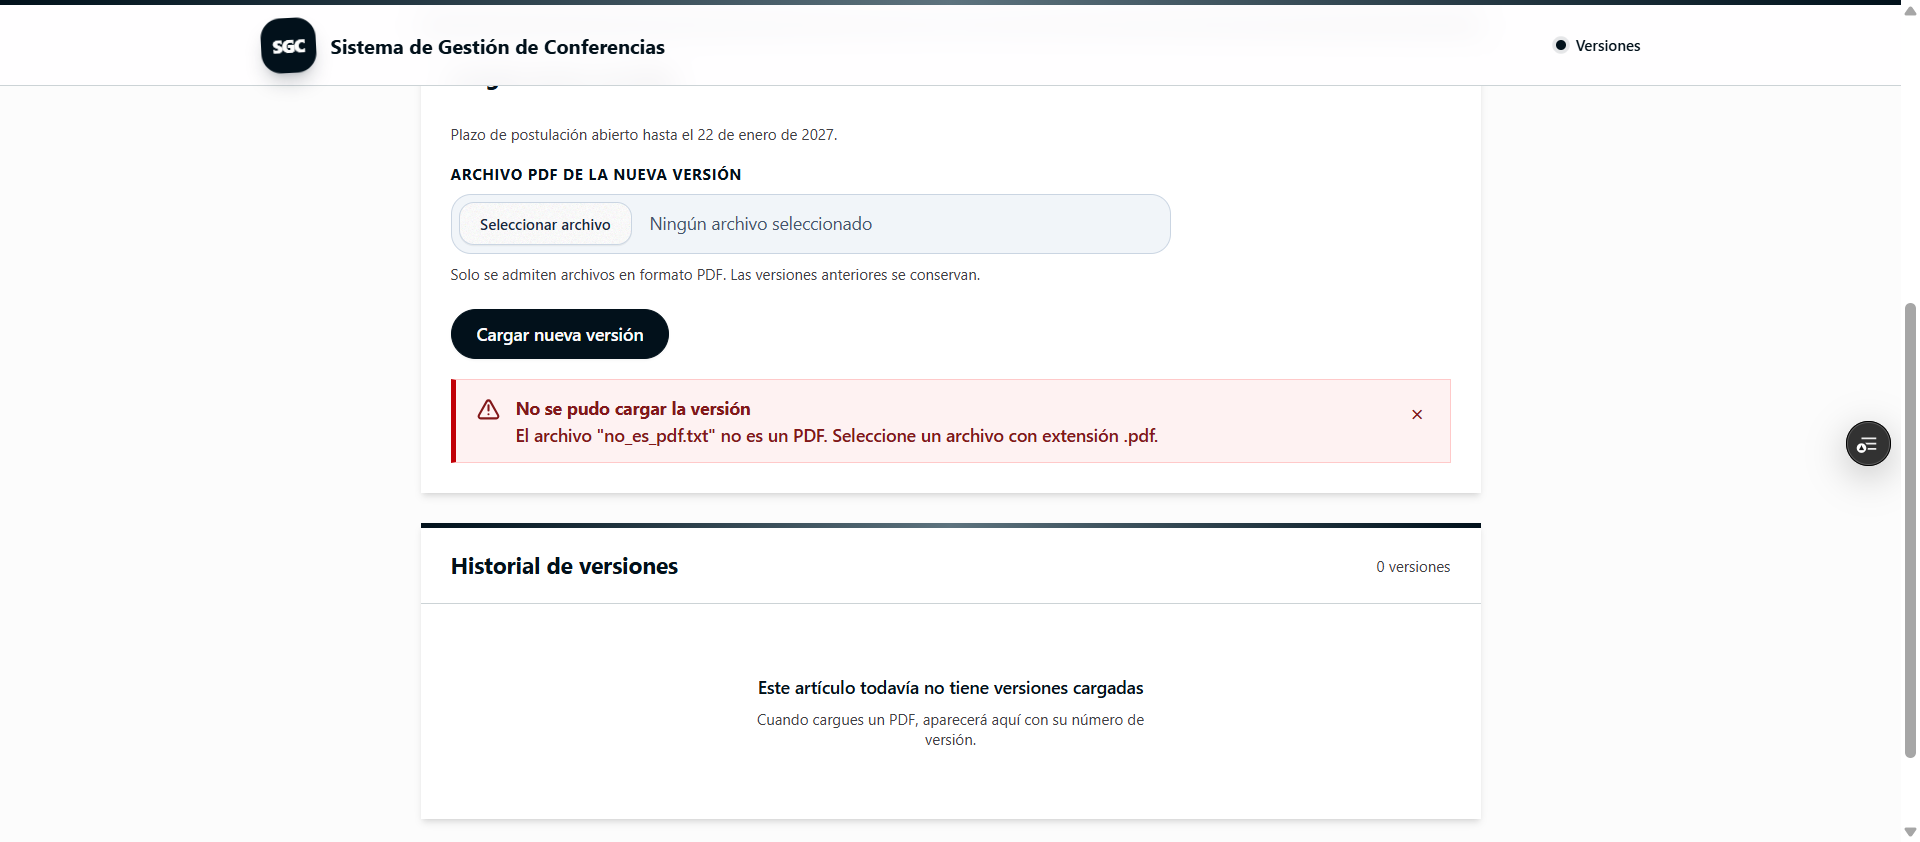 SGC
Sistema de Gestión de Conferencias
Versiones
Plazo de postulación abierto hasta el 22 de enero de 2027.
ARCHIVO PDF DE LA NUEVA VERSIÓN
Seleccionar archivo
Ningún archivo seleccionado
Solo se admiten archivos en formato PDF. Las versiones anteriores se conservan.
Cargar nueva versión
No se pudo cargar la versión
El archivo "no_es_pdf.txt" no es un PDF. Seleccione un archivo con extensión .pdf.
Historial de versiones
0 versiones
Este artículo todavía no tiene versiones cargadas
Cuando cargues un PDF, aparecerá aquí con su número de
versión.